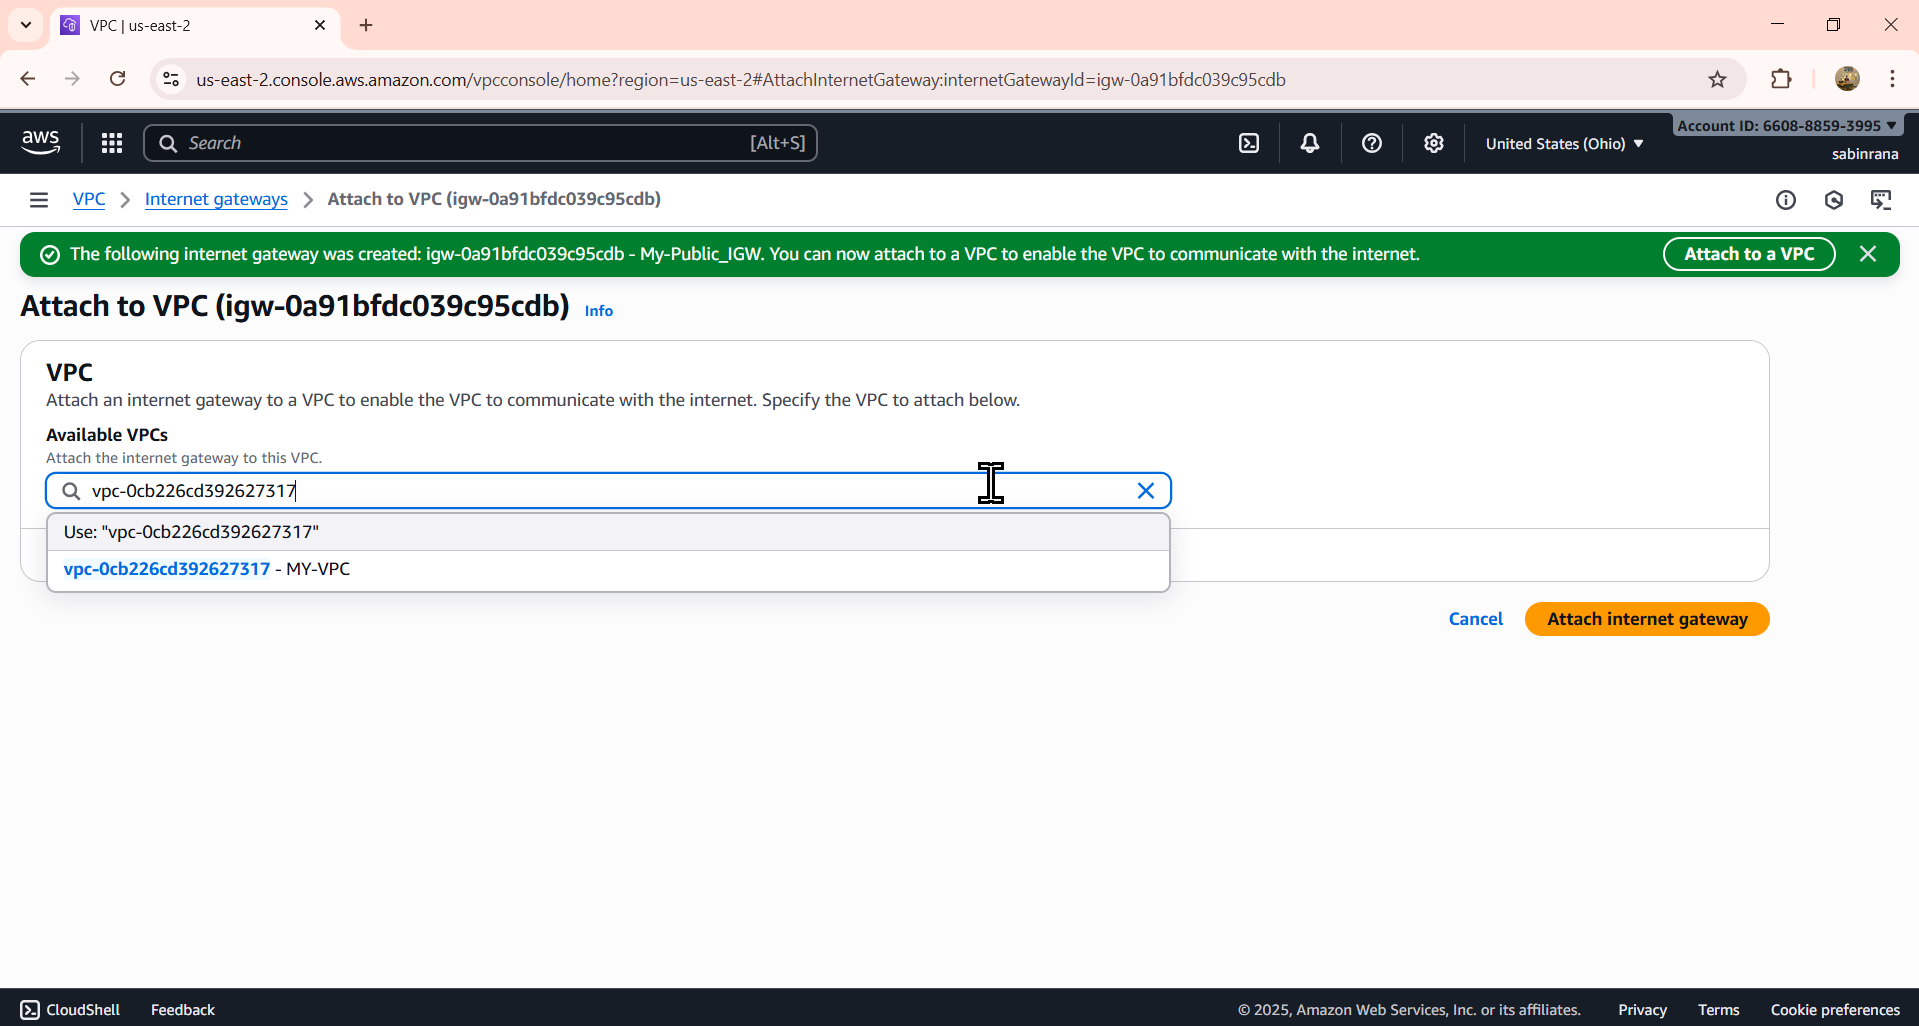 VPC | us-east-2
us-east-2.console.aws.amazon.com/vpcconsole/home?region=us-east-2#AttachInternetGateway:internetGatewayId=igw-0a91bfdc039c95cdb
aws
Search
[Alt+S]
United States (Ohio)
Account ID: 6608-8859-3995
sabinrana
VPC
Internet gateways
Attach to VPC (igw-0a91bfdc039c95cdb)
The following internet gateway was created: igw-0a91bfdc039c95cdb - My-Public_IGW. You can now attach to a VPC to enable the VPC to communicate with the internet.
Attach to a VPC
Attach to VPC (igw-0a91bfdc039c95cdb) Info
VPC
Attach an internet gateway to a VPC to enable the VPC to communicate with the internet. Specify the VPC to attach below.
Available VPCs
Attach the internet gateway to this VPC.
vpc-0cb226cd392627317
Use: "vpc-0cb226cd392627317"
vpc-0cb226cd392627317 - MY-VPC
Cancel
Attach internet gateway
CloudShell
Feedback
© 2025, Amazon Web Services, Inc. or its affiliates.
Privacy
Terms
Cookie preferences